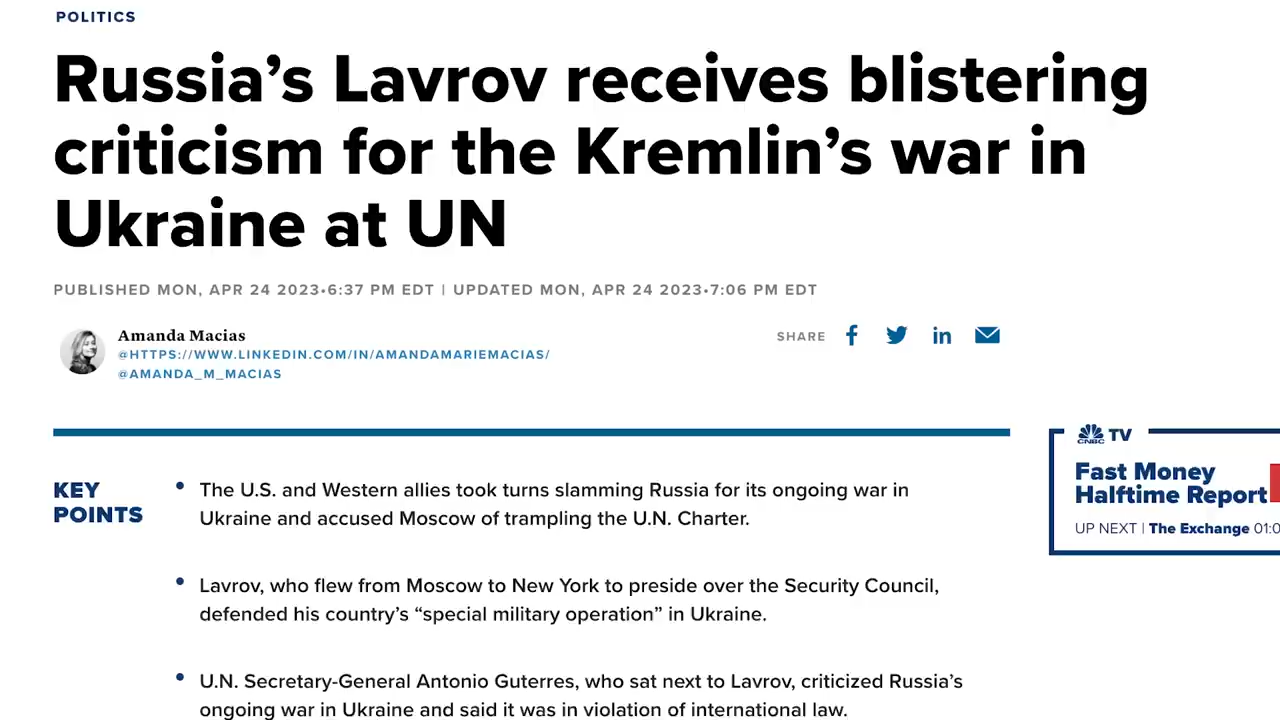 POLITICS
Russia’s Lavrov receives blistering
criticism for the Kremlin’s war in
Ukraine at UN
PUBLISHED MON, APR 24 2023•6:37 PM EDT | UPDATED MON, APR 24 2023•7:06 PM EDT
Amanda Macias
@HTTPS://WWW.LINKEDIN.COM/IN/AMANDAMARIEMACIAS/
@AMANDA_M_MACIAS
SHARE
KEY
POINTS
• The U.S. and Western allies took turns slamming Russia for its ongoing war in
Ukraine and accused Moscow of trampling the U.N. Charter.
• Lavrov, who flew from Moscow to New York to preside over the Security Council,
defended his country’s “special military operation” in Ukraine.
• U.N. Secretary-General Antonio Guterres, who sat next to Lavrov, criticized Russia’s
ongoing war in Ukraine and said it was in violation of international law.
CNBC TV
Fast Money
Halftime Report
UP NEXT | The Exchange 01:0